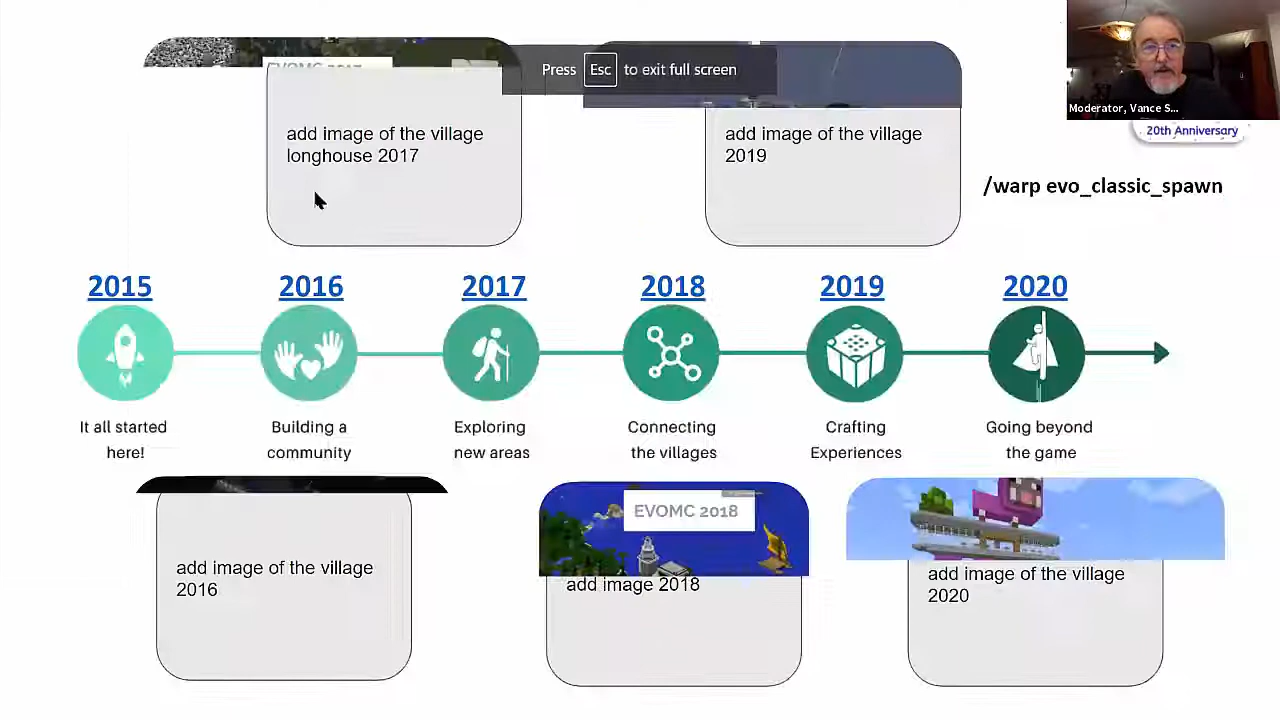 Press Esc to exit full screen
Moderator, Vance S...
20th Anniversary
add image of the village
longhouse 2017
add image of the village
2019
/warp evo_classic_spawn
2015
2016
2017
2018
2019
2020
It all started
here!
Building a
community
Exploring
new areas
Connecting
the villages
Crafting
Experiences
Going beyond
the game
add image of the village
2016
EVOMC 2018
add image 2018
add image of the village
2020